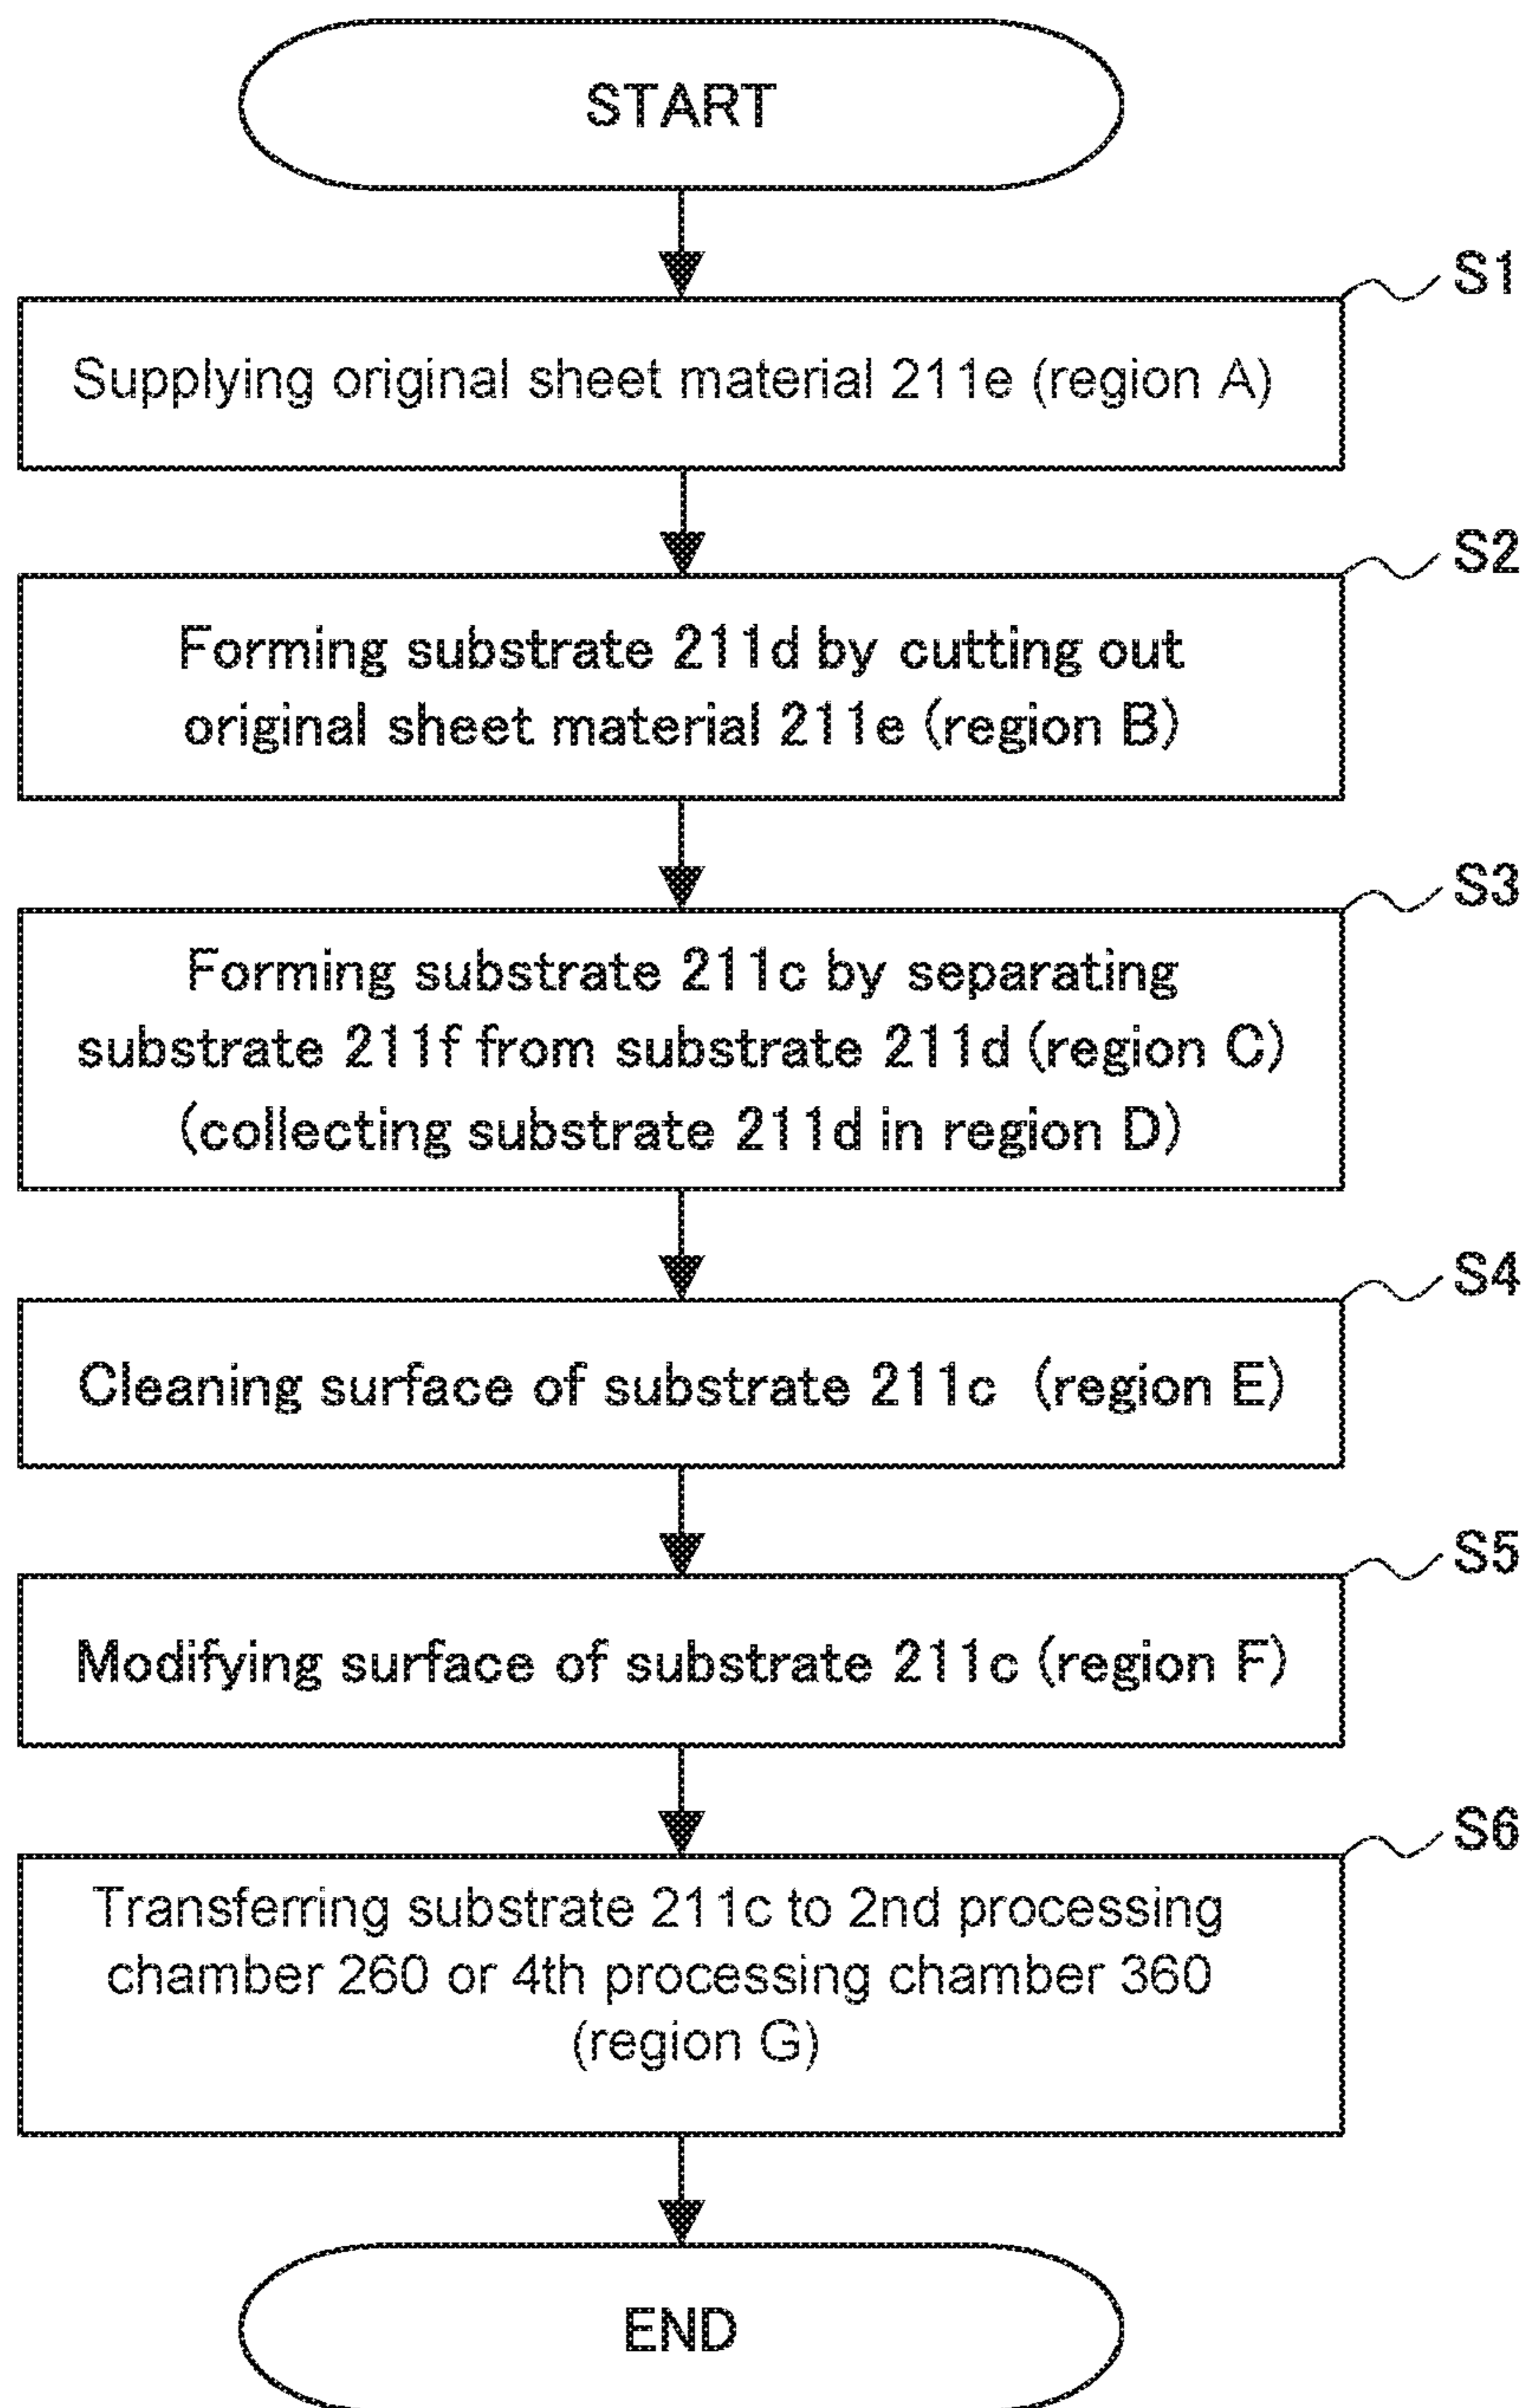 START
S1
Supplying original sheet material 211e (region A)
S2
Forming substrate 211d by cutting out
original sheet material 211e (region B)
S3
Forming substrate 211c by separating
substrate 211f from substrate 211d (region C)
(collecting substrate 211d in region D)
S4
Cleaning surface of substrate 211c (region E)
S5
Modifying surface of substrate 211c (region F)
S6
Transferring substrate 211c to 2nd processing
chamber 260 or 4th processing chamber 360
(region G)
END